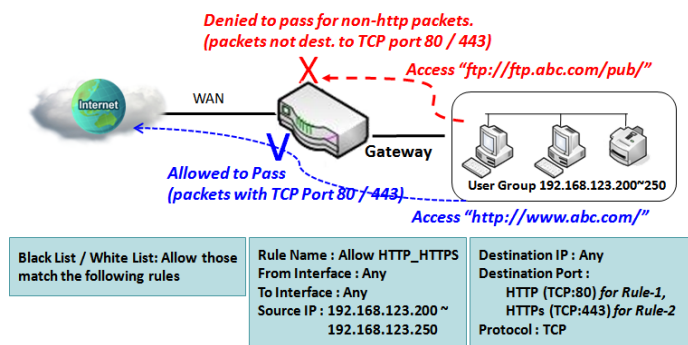 Denied to pass for non-http packets.
(packets not dest. to TCP port 80 / 443)
X
Access “ftp://ftp.abc.com/pub/”
Internet
WAN
Gateway
V
Allowed to Pass
(packets with TCP Port 80 / 443)
User Group 192.168.123.200~250
Access “http://www.abc.com/”
Black List / White List: Allow those
match the following rules
Rule Name : Allow HTTP_HTTPS
From Interface : Any
To Interface : Any
Source IP : 192.168.123.200 ~
192.168.123.250
Destination IP : Any
Destination Port :
HTTP (TCP:80) for Rule-1,
HTTPs (TCP:443) for Rule-2
Protocol : TCP